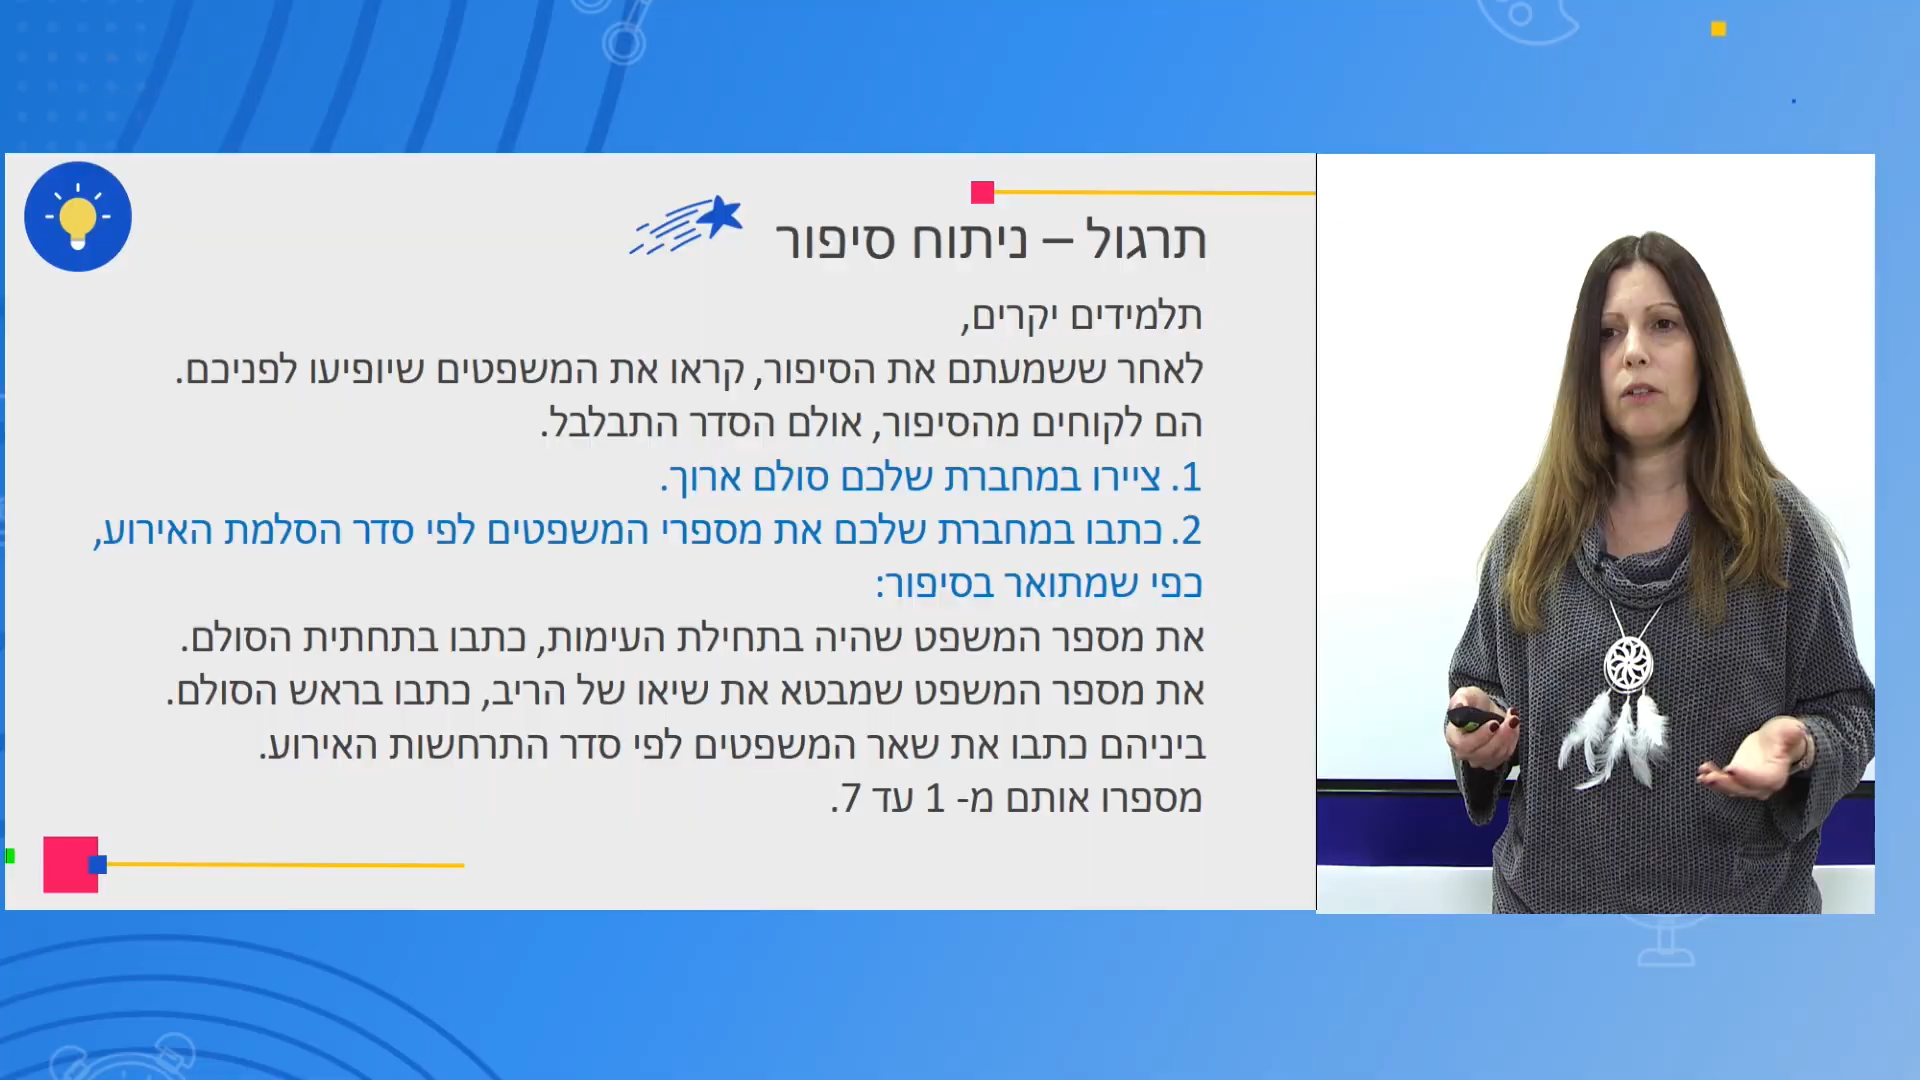 תרגול – ניתוח סיפור
תלמידים יקרים,
לאחר ששמעתם את הסיפור, קראו את המשפטים שיופיעו לפניכם.
הם לקוחים מהסיפור, אולם הסדר התבלבל.
1. ציירו במחברת שלכם סולם ארוך.
2. כתבו במחברת שלכם את מספרי המשפטים לפי סדר הסלמת האירוע,
כפי שמתואר בסיפור:
את מספר המשפט שהיה בתחילת העימות, כתבו בתחתית הסולם.
את מספר המשפט שמבטא את שיאו של הריב, כתבו בראש הסולם.
ביניהם כתבו את שאר המשפטים לפי סדר התרחשות האירוע.
מספרו אותם מ- 1 עד 7.